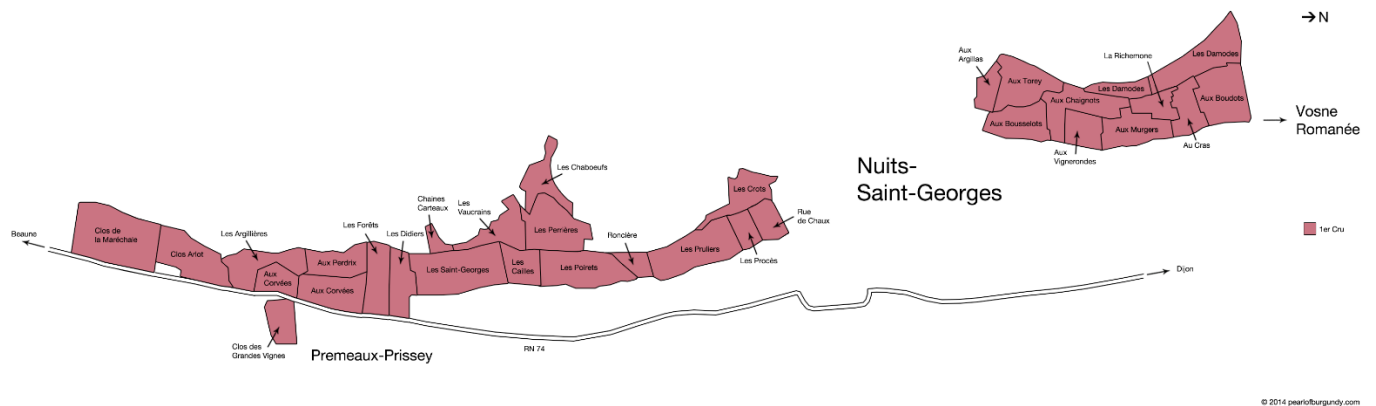 N
Aux
Argillas
La Richemone
Les Damodes
Aux Torey
Les Damodes
Aux Chaignots
Aux Boudots
Aux Bousselots
Aux Murgers
Aux
Vignerondes
Au Cras
Vosne
Romanée
Nuits-
Saint-Georges
Les Chaboeufs
Chaines
Carteaux
Les
Vaucrains
Les Crots
Rue
de Chaux
Beaune
Clos de
la Maréchale
Clos Arlot
Les Argillières
Les Forêts
Les Didiers
Les Perrières
Roncière
Les Pruliers
Les Procès
Aux Perdrix
Aux
Corvées
Aux Corvées
Les Saint-Georges
Les
Cailles
Les Poirets
1er Cru
Dijon
Clos des
Grandes Vignes
Premeaux-Prissey
RN 74
© 2014 pearlofburgundy.com